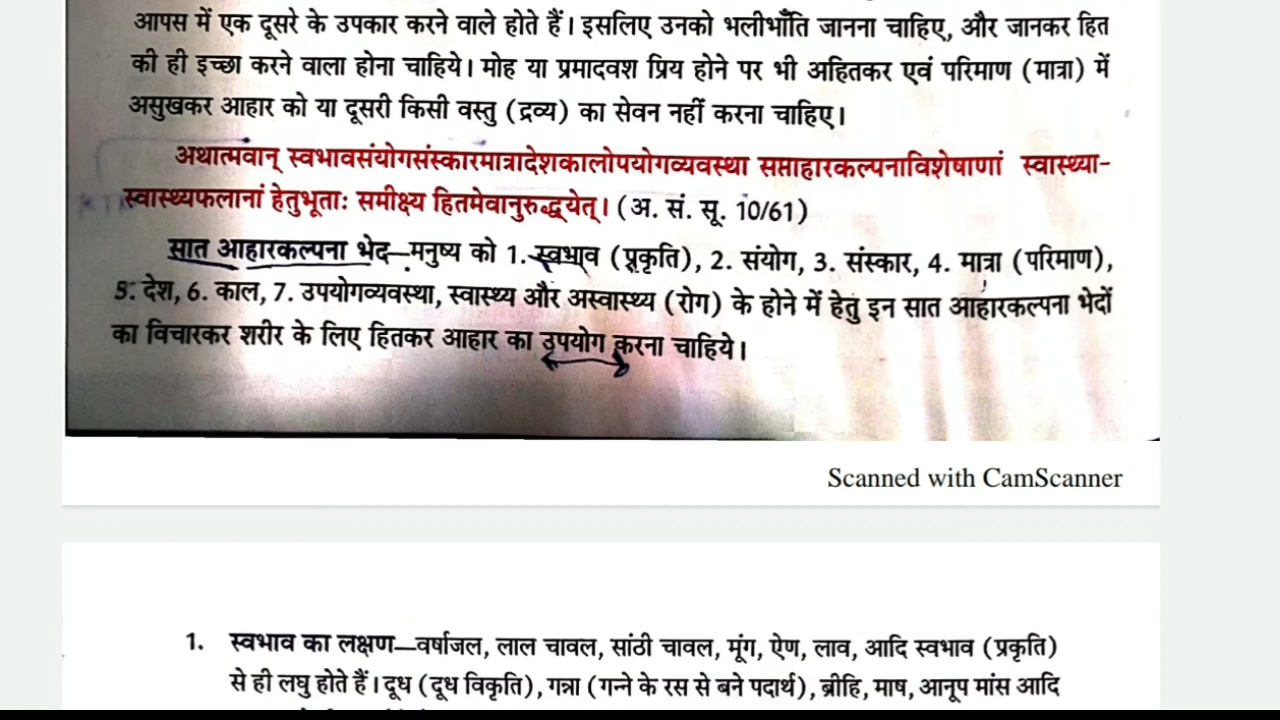 आपस में एक दूसरे के उपकार करने वाले होते हैं। इसलिए उनको भलीभाँति जानना चाहिए, और जानकर हित
की ही इच्छा करने वाला होना चाहिये। मोह या प्रमादवश प्रिय होने पर भी अहितकर एवं परिमाण (मात्रा) में
असुखकर आहार को या दूसरी किसी वस्तु (द्रव्य) का सेवन नहीं करना चाहिए।
अथात्मवान् स्वभावसंयोगसंस्कारमात्रादेशकालोपयोगव्यवस्था सप्ताहारकल्पनाविशेषाणां स्वास्थ्या-
स्वास्थ्यफलानां हेतुभूताः समीक्ष्य हितमेवानुरुद्ध्येत्। (अ. सं. सू. 10/61)
सात आहारकल्पना भेद—मनुष्य को 1. स्वभाव (प्रकृति), 2. संयोग, 3. संस्कार, 4. मात्रा (परिमाण),
5. देश, 6. काल, 7. उपयोगव्यवस्था, स्वास्थ्य और अस्वास्थ्य (रोग) के होने में हेतु इन सात आहारकल्पना भेदों
का विचारकर शरीर के लिए हितकर आहार का उपयोग करना चाहिये।
Scanned with CamScanner
1. स्वभाव का लक्षण—वर्षाजल, लाल चावल, सांठी चावल, मूंग, ऐण, लाव, आदि स्वभाव (प्रकृति)
से ही लघु होते हैं। दूध (दूध विकृति), गन्ना (गन्ने के रस से बने पदार्थ), ब्रीहि, माष, आनूप मांस आदि